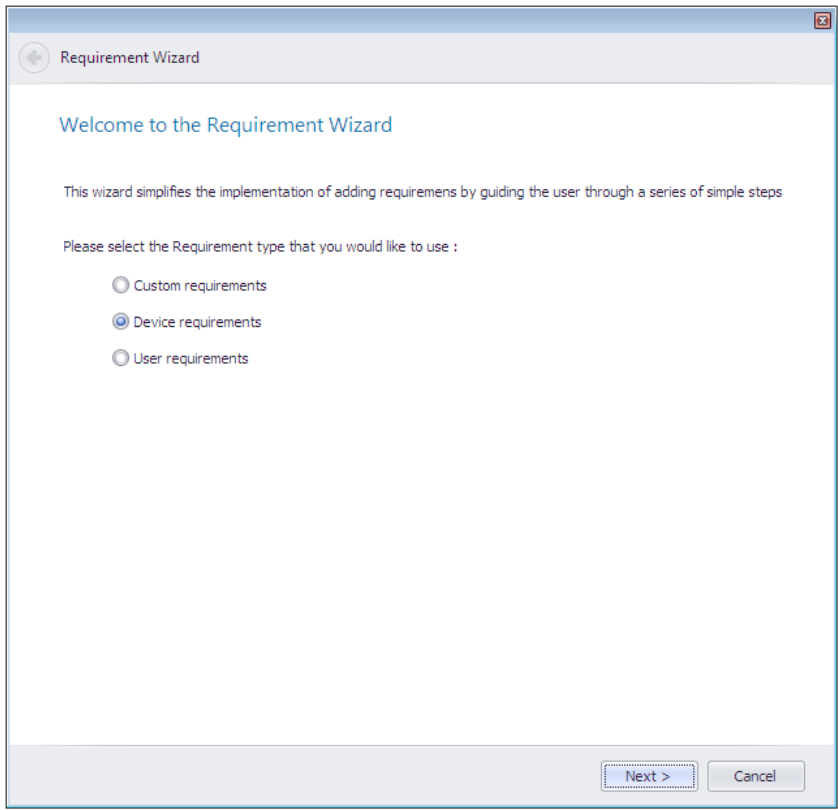 Requirement Wizard
Welcome to the Requirement Wizard
This wizard simplifies the implementation of adding requiremens by guiding the user through a series of simple steps
Please select the Requirement type that you would like to use :
Custom requirements
Device requirements
User requirements
Next >
Cancel